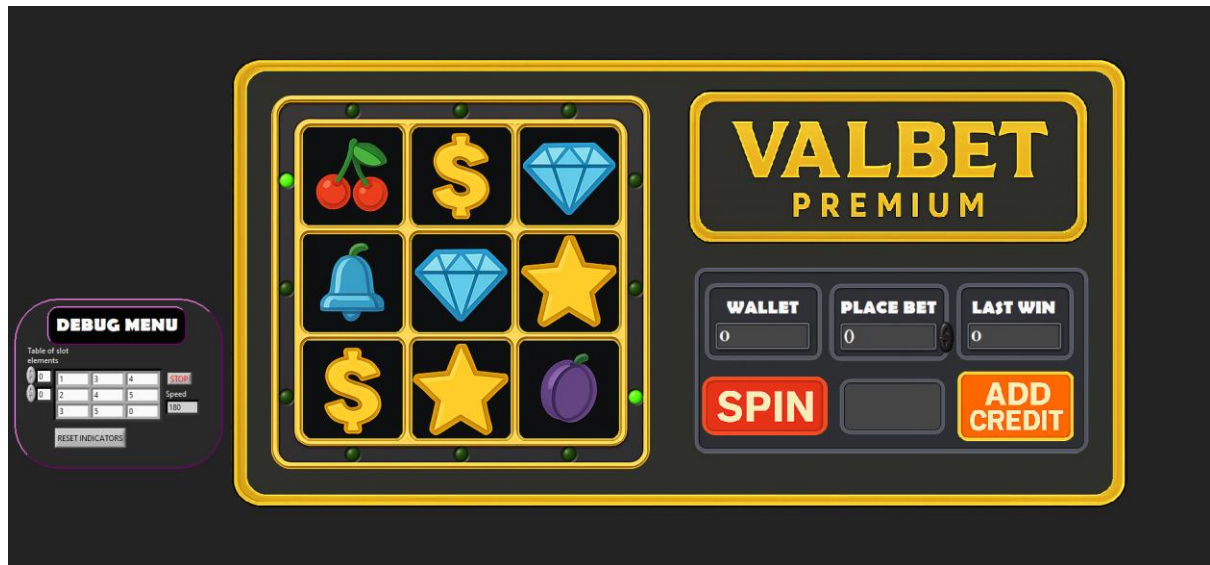 VALBET
PREMIUM
WALLET PLACE BET LAST WIN
0 0 0
SPIN
ADD
CREDIT
DEBUG MENU
Table of slot
elements
0 1 3 4 STOP
0 2 4 5 Speed
3 5 0 180
RESET INDICATORS